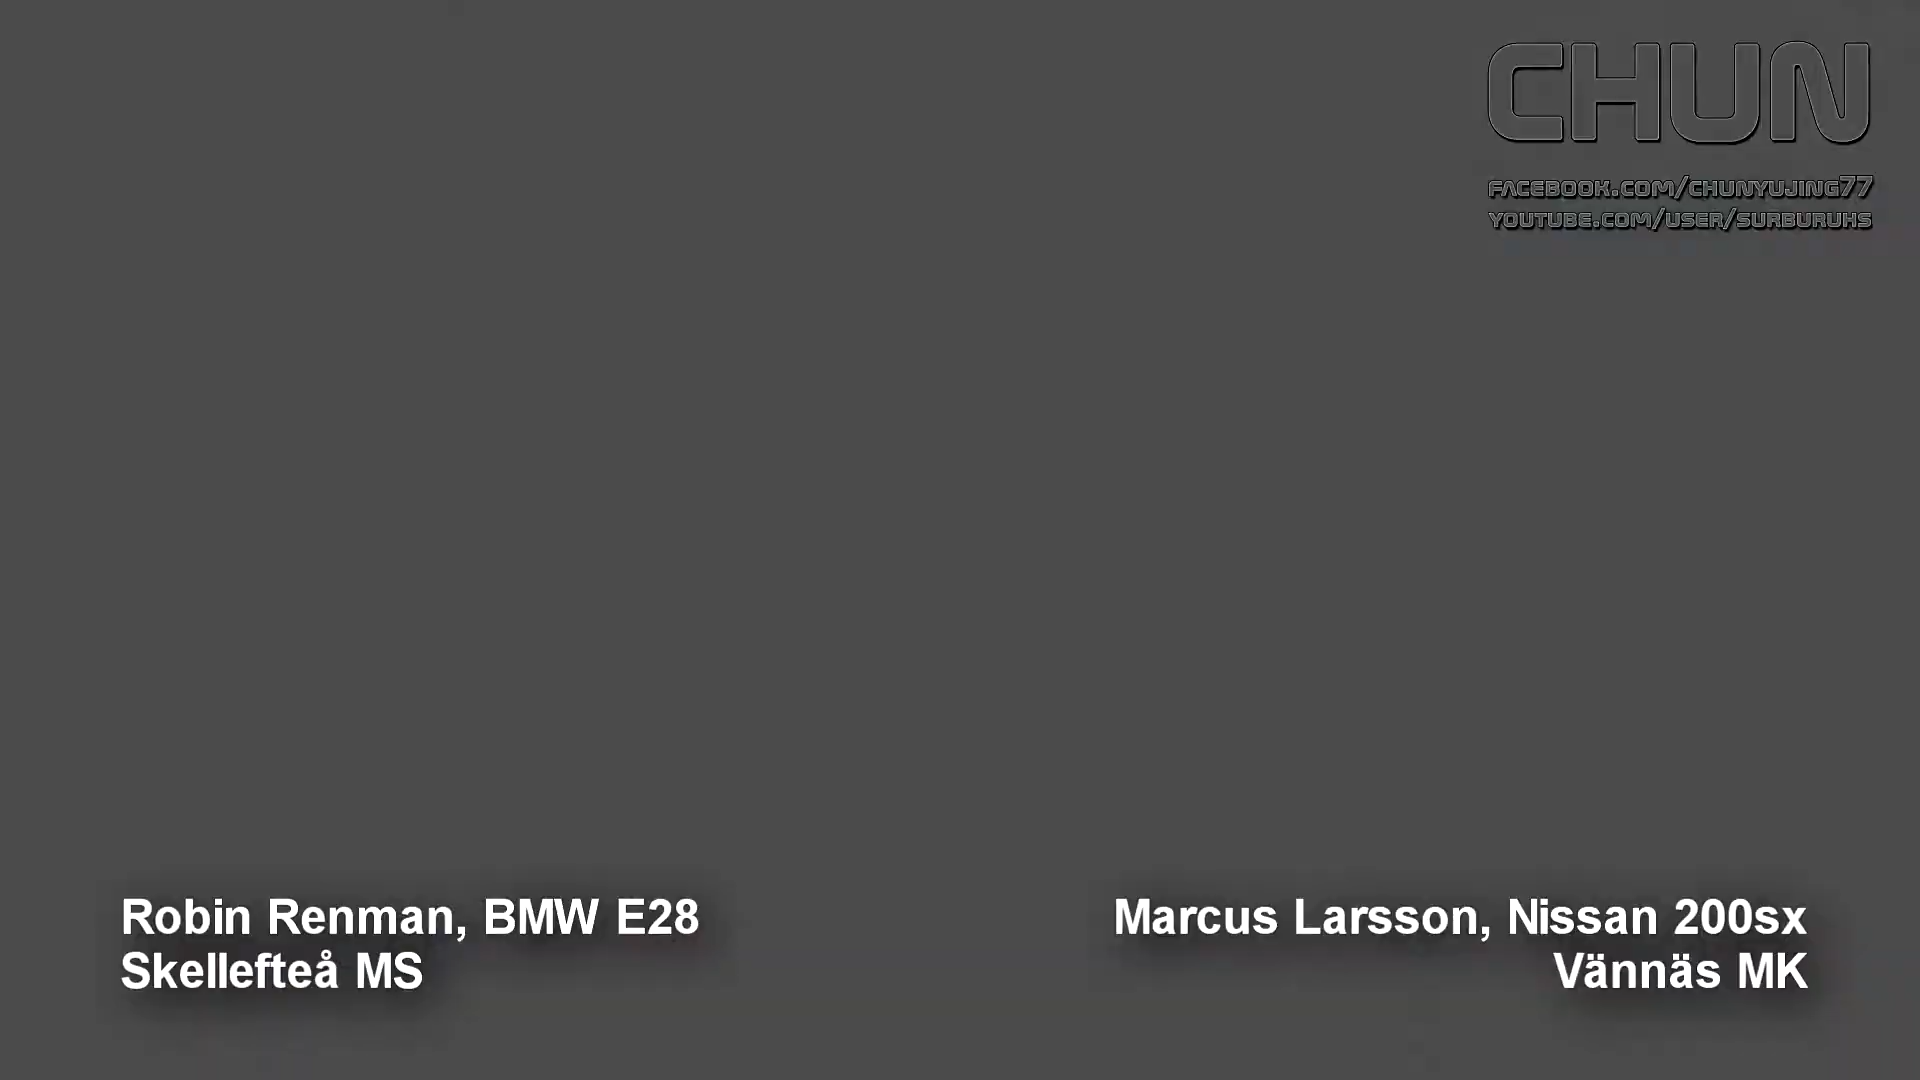 CHUN
FACEBOOK.COM/CHUNYUJING77
YOUTUBE.COM/USER/SURBURUHS
Robin Renman, BMW E28
Skellefteå MS
Marcus Larsson, Nissan 200sx
Vännäs MK